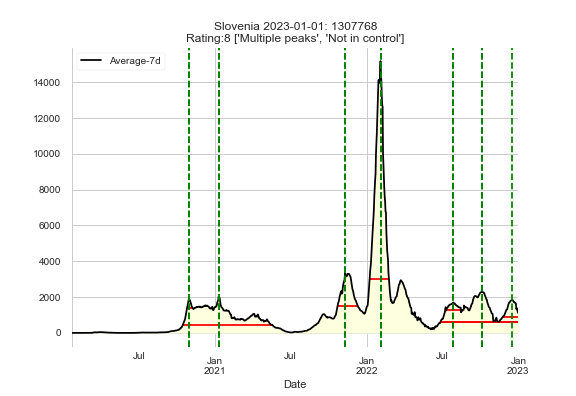 Slovenia 2023-01-01: 1307768
Rating:8 ['Multiple peaks', 'Not in control']
Average-7d
14000
12000
10000
8000
6000
4000
2000
0
Jul
Jan
2021
Jul
Jan
2022
Jul
Jan
2023
Date